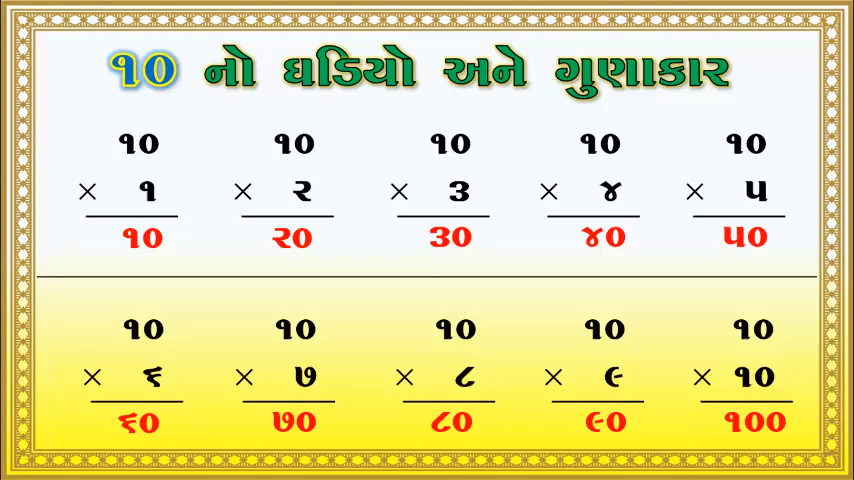 ૧૦ નો ઘડિયો અને ગુણાકાર
૧૦ ૧૦ ૧૦ ૧૦ ૧૦
× ૧ × ૨ × ૩ × ૪ × ૫
૧૦ ૨૦ ૩૦ ૪૦ ૫૦
૧૦ ૧૦ ૧૦ ૧૦ ૧૦
× ૬ × ૭ × ૮ × ૯ × ૧૦
૬૦ ૭૦ ૮૦ ૯૦ ૧૦૦